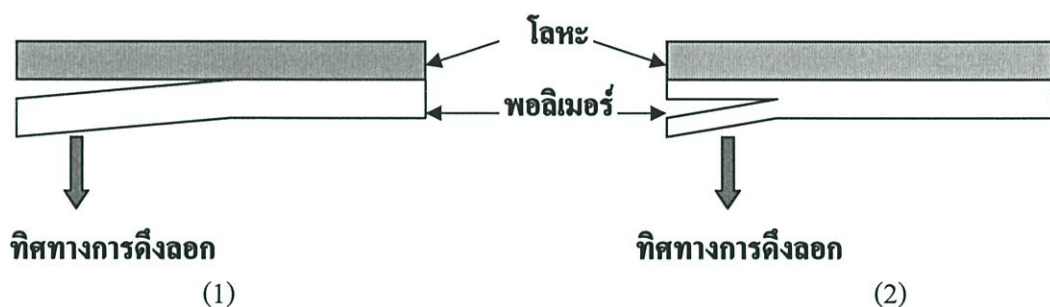 โลหะ
พอลิเมอร์
ทิศทางการดึงลอก
ทิศทางการดึงลอก
(1)
(2)